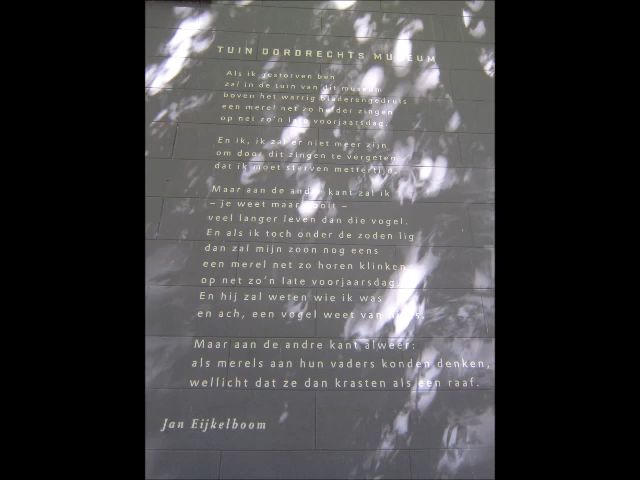 TUIN DORDRECHTS MUSEUM
Als ik gestorven ben
zal in de tuin van dit museum
boven het warrig bladerengedruis
een merel net zo helder zingen
op net zo'n late voorjaarsdag.
En ik, ik zal er niet meer zijn
om door dit zingen te vergeten
dat ik moet sterven mettertijd.
Maar aan de andre kant zal ik
– je weet maar nooit –
veel langer leven dan die vogel.
En als ik toch onder de zoden lig
dan zal mijn zoon nog eens
een merel net zo horen klinken
op net zo'n late voorjaarsdag.
En hij zal weten wie ik was
en ach, een vogel weet van niets.
Maar aan de andre kant alweer:
als merels aan hun vaders konden denken,
wellicht dat ze dan krasten als een raaf.
Jan Eijkelboom